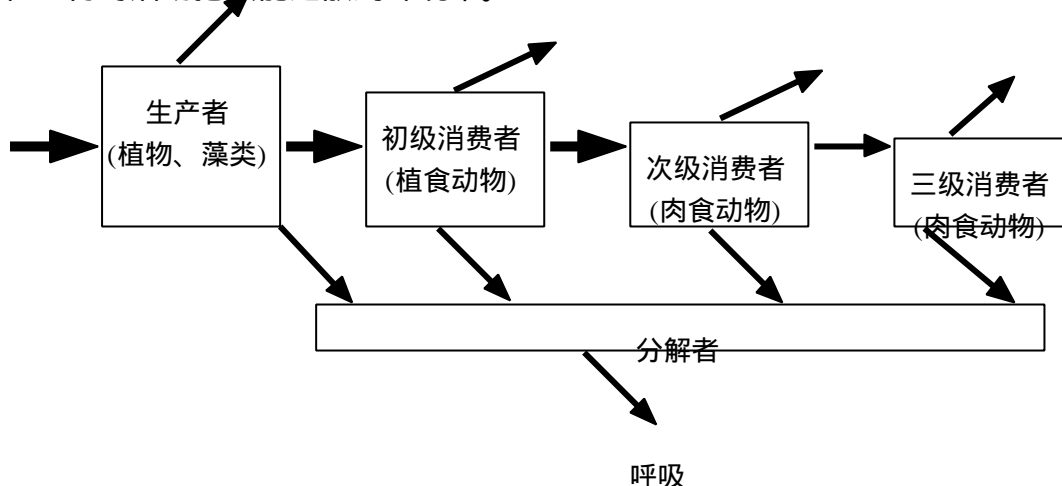 生产者
(植物、藻类)
初级消费者
(植食动物)
次级消费者
(肉食动物)
三级消费者
(肉食动物)
分解者
呼吸